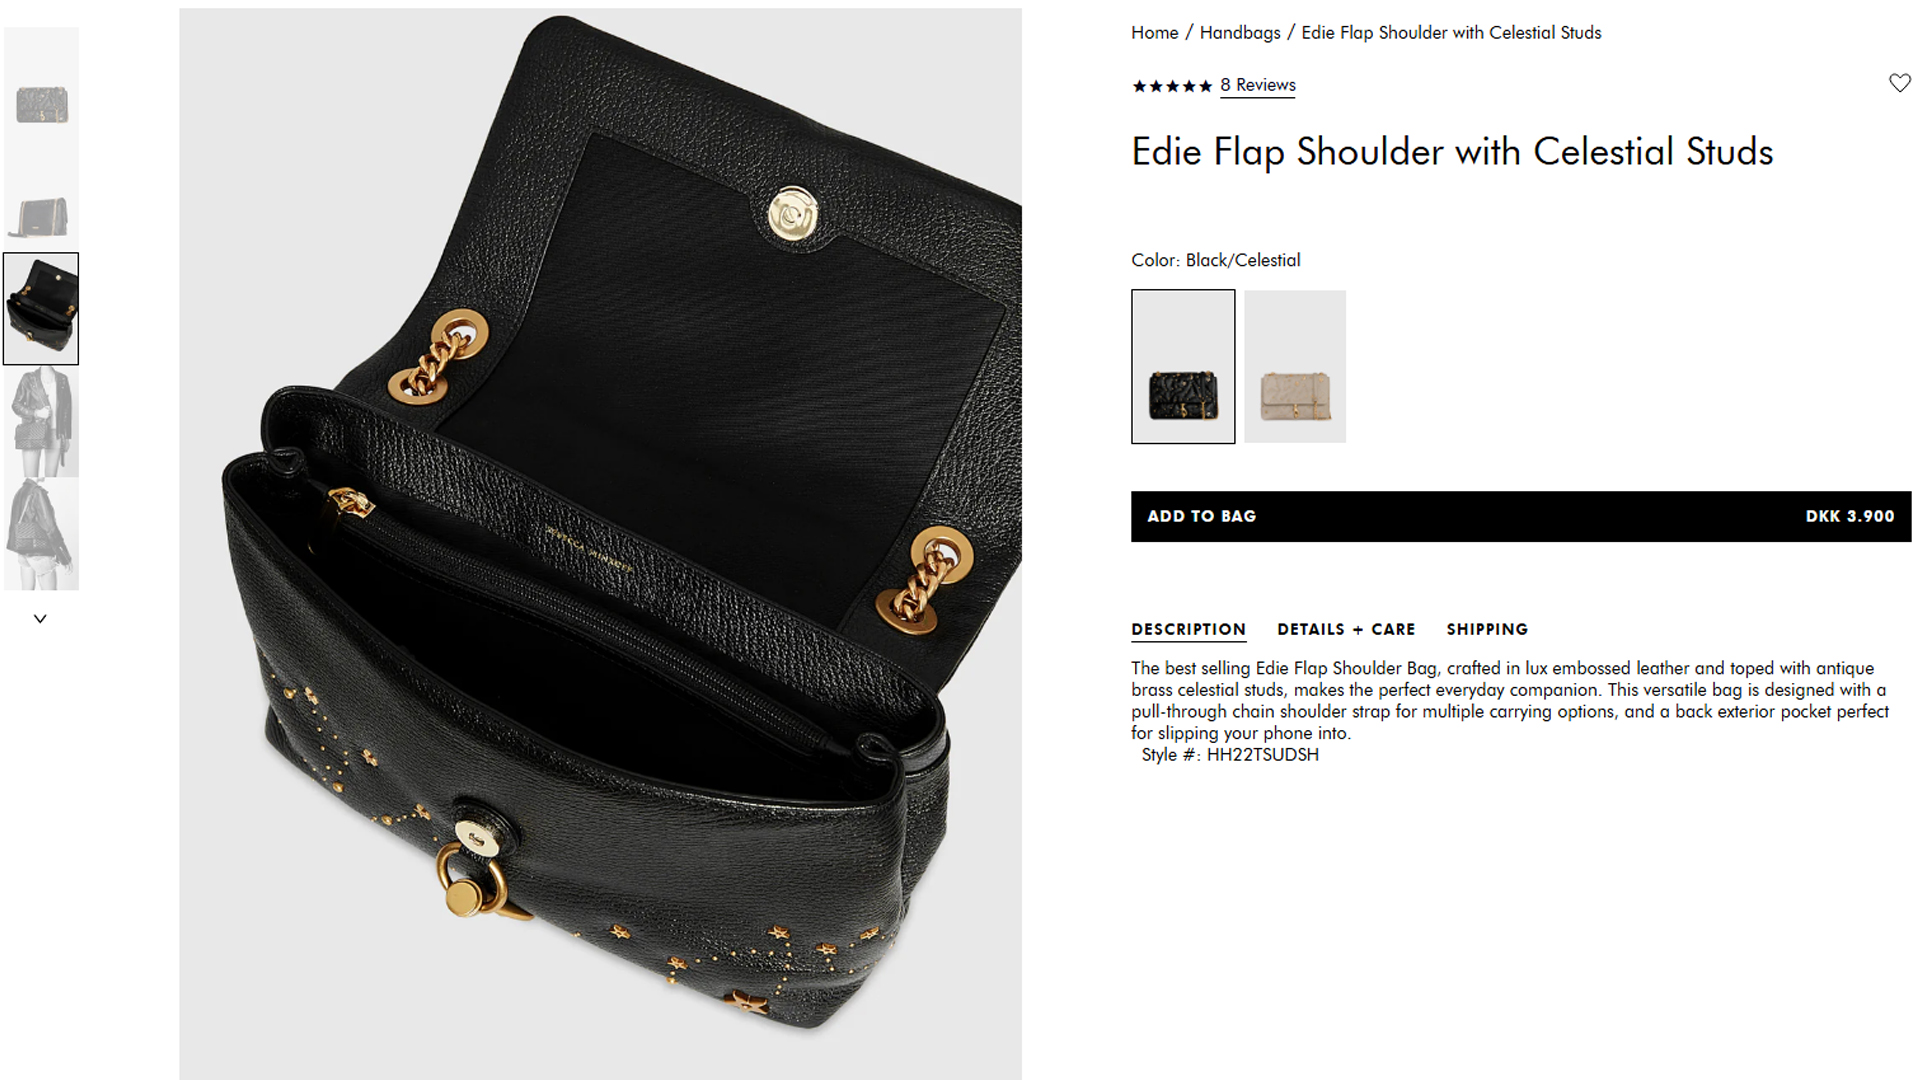 Home / Handbags / Edie Flap Shoulder with Celestial Studs
8 Reviews
Edie Flap Shoulder with Celestial Studs
Color: Black/Celestial
ADD TO BAG DKK 3.900
DESCRIPTION DETAILS + CARE SHIPPING
The best selling Edie Flap Shoulder Bag, crafted in lux embossed leather and toped with antique
brass celestial studs, makes the perfect everyday companion. This versatile bag is designed with a
pull-through chain shoulder strap for multiple carrying options, and a back exterior pocket perfect
for slipping your phone into.
Style #: HH22TSUDSH